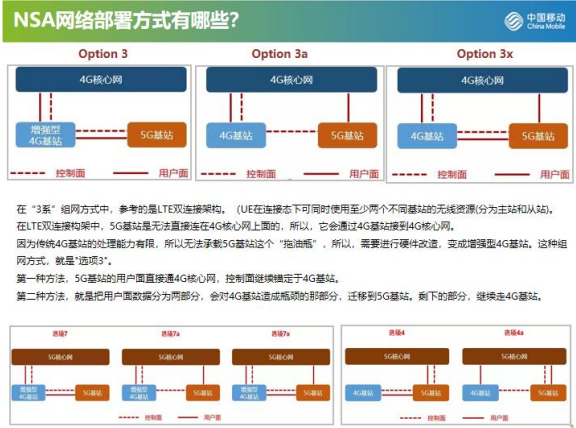 NSA网络部署方式有哪些?
中国移动
China Mobile
Option 3
Option 3a
Option 3x
4G核心网
4G核心网
4G核心网
增强型
4G基站
5G基站
4G基站
5G基站
4G基站
5G基站
控制面
用户面
控制面
用户面
控制面
用户面
在“3系”组网方式中，参考的是LTE双连接架构。（UE在连接态下可同时使用至少两个不同基站的无线资源(分为主站和从站)。
在LTE双连接构架中，5G基站是无法直接连在4G核心网上面的，所以，它会通过4G基站接到4G核心网。
因为传统4G基站的处理能力有限，所以无法承载5G基站这个“拖油瓶”，所以，需要进行硬件改造，变成增强型4G基站。这种组
网方式，就是"选项3"。
第一种方法，5G基站的用户面直接通4G核心网，控制面继续锚定于4G基站。
第二种方法，就是把用户面数据分为两部分，会对4G基站造成瓶颈的那部分，迁移到5G基站。剩下的部分，继续走4G基站。
选项7
选项7a
选项7x
选项4
选项4a
5G核心网
5G核心网
5G核心网
5G核心网
5G核心网
增强型
4G基站
5G基站
增强型
4G基站
5G基站
增强型
4G基站
5G基站
4G基站
5G基站
4G基站
5G基站
控制面
用户面
控制面
用户面